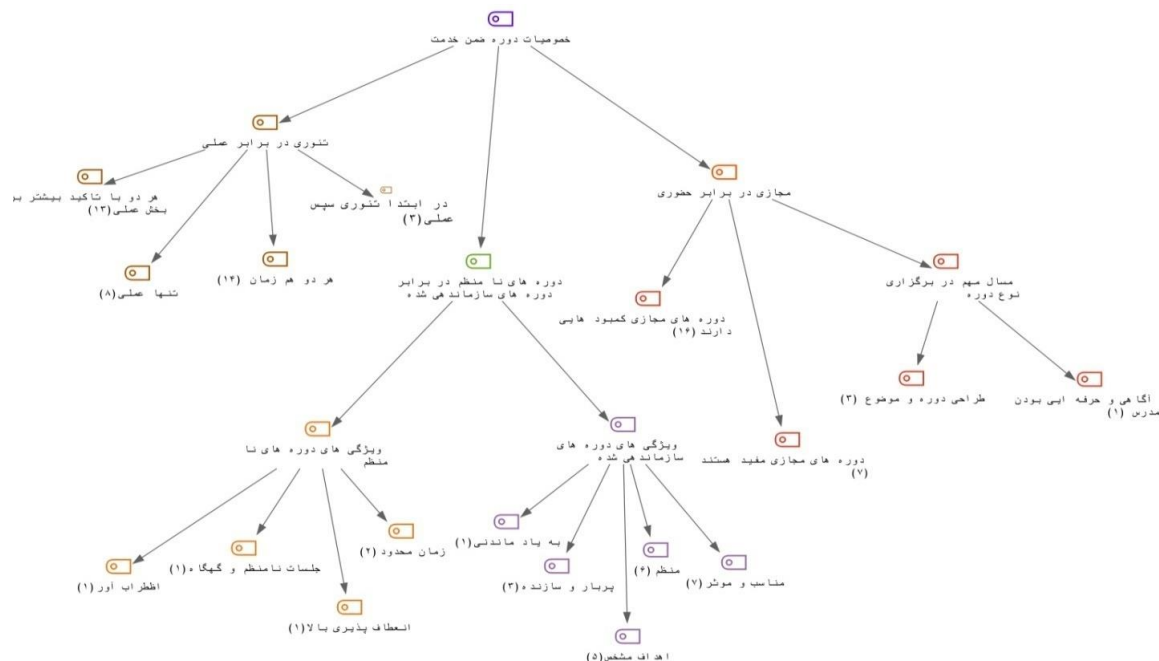 خصوصیات دوره ضمن خدمت
تئوری در برابر عملی
هر دو با تاکید بیشتر بر
بخش عملی (۱۳)
تنها عملی (۸)
هر دو هم زمان (۱۴)
در ابتدا تئوری سپس
عملی (۳)
دوره های نا منظم در برابر
دوره های سازماندهی شده
مجازی در برابر حضوری
دوره های مجازی کمبود هایی
دارند (۱۶)
دوره های مجازی مفید هستند
(۷)
مسال مهم در برگزاری
نوع دوره
طراحی دوره و موضوع (۳)
آگاهی و حرفه ایی بودن
مدرس (۱)
ویژگی های دوره های نا
منظم
اظطراب آور (۱)
جلسات نامنظم و گهگاه (۱)
انعطاف پذیری بالا (۱)
زمان محدود (۲)
ویژگی های دوره های
سازماندهی شده
به یاد ماندنی (۱)
پربار و سازنده (۳)
اهداف مشخص (۵)
منظم (۶)
مناسب و موثر (۷)